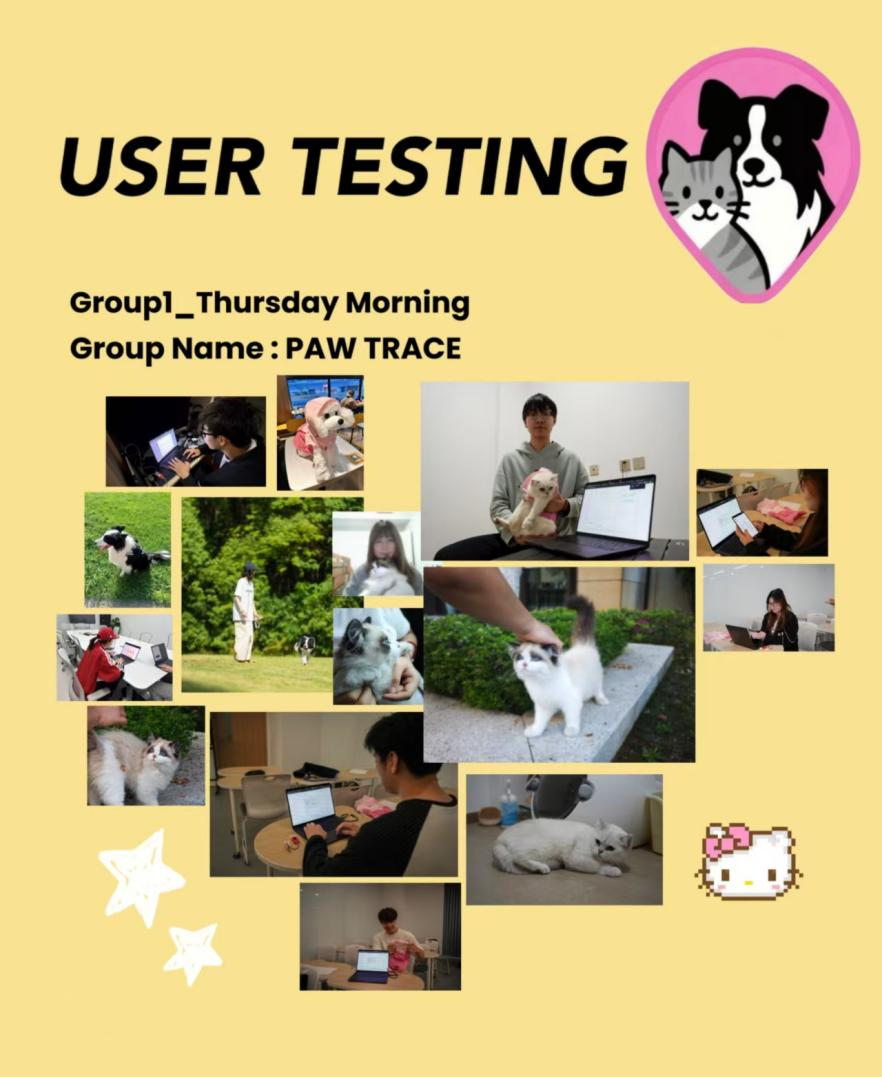 USER TESTING
Group1_Thursday Morning
Group Name : PAW TRACE